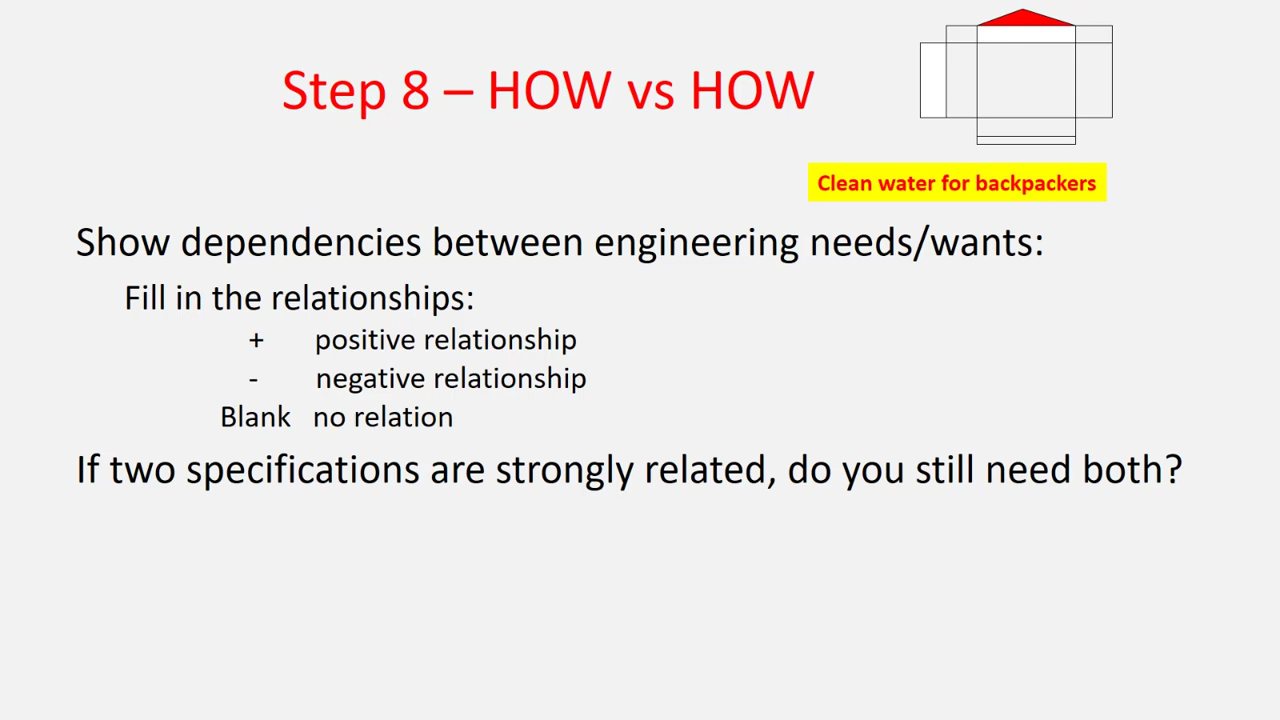 Step 8 – HOW vs HOW
Clean water for backpackers
Show dependencies between engineering needs/wants:
Fill in the relationships:
+ positive relationship
- negative relationship
Blank no relation
If two specifications are strongly related, do you still need both?